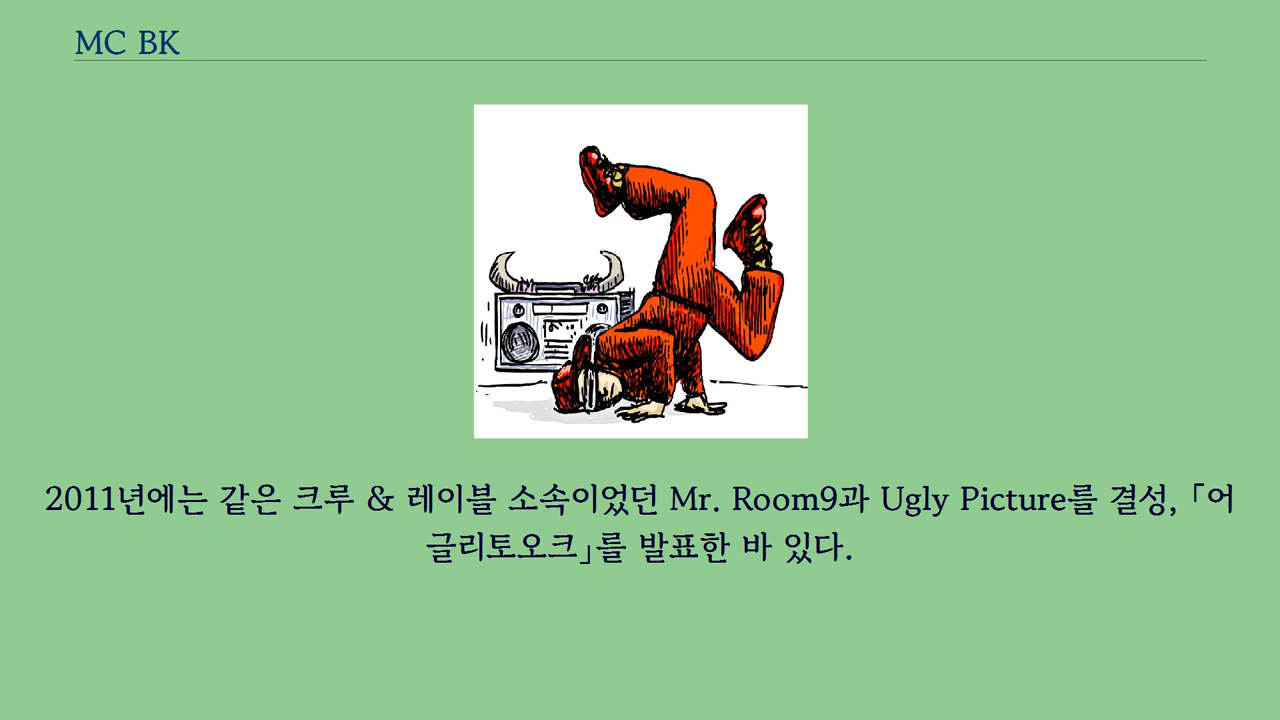 MC BK
2011년에는 같은 크루 & 레이블 소속이었던 Mr. Room9과 Ugly Picture를 결성, 「어
글리토오크」를 발표한 바 있다.